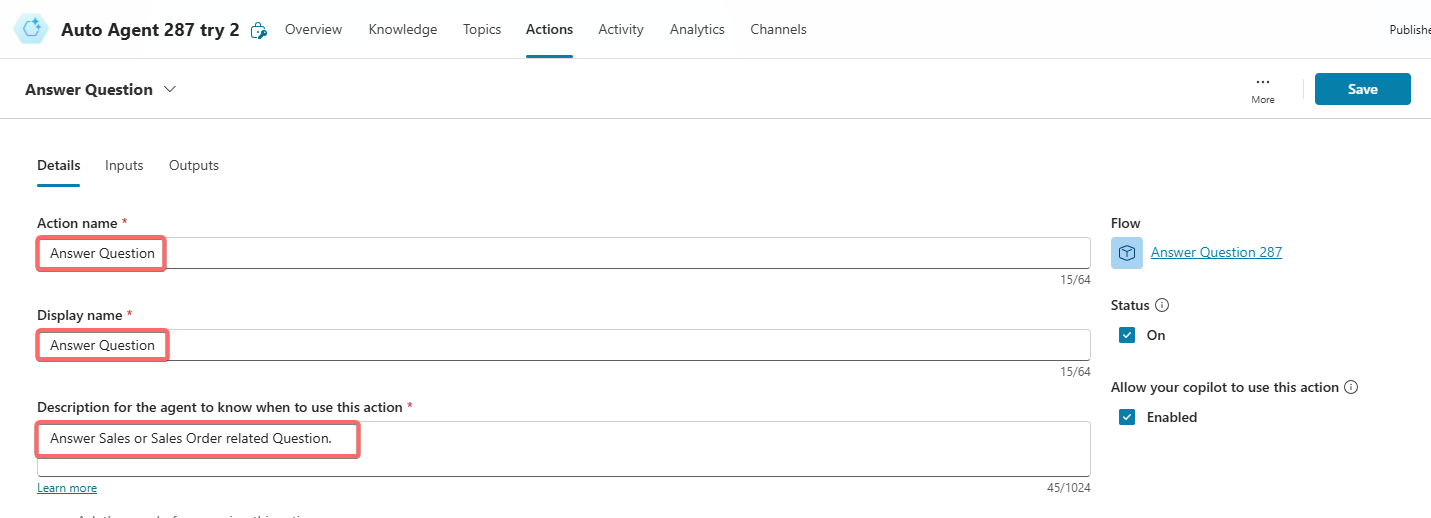 Auto Agent 287 try 2 Overview Knowledge Topics Actions Activity Analytics Channels
Answer Question
More
Save
Details Inputs Outputs
Action name *
Answer Question
15/64
Display name *
Answer Question
15/64
Description for the agent to know when to use this action *
Answer Sales or Sales Order related Question.
Learn more
45/1024
Flow
Answer Question 287
Status
On
Allow your copilot to use this action
Enabled